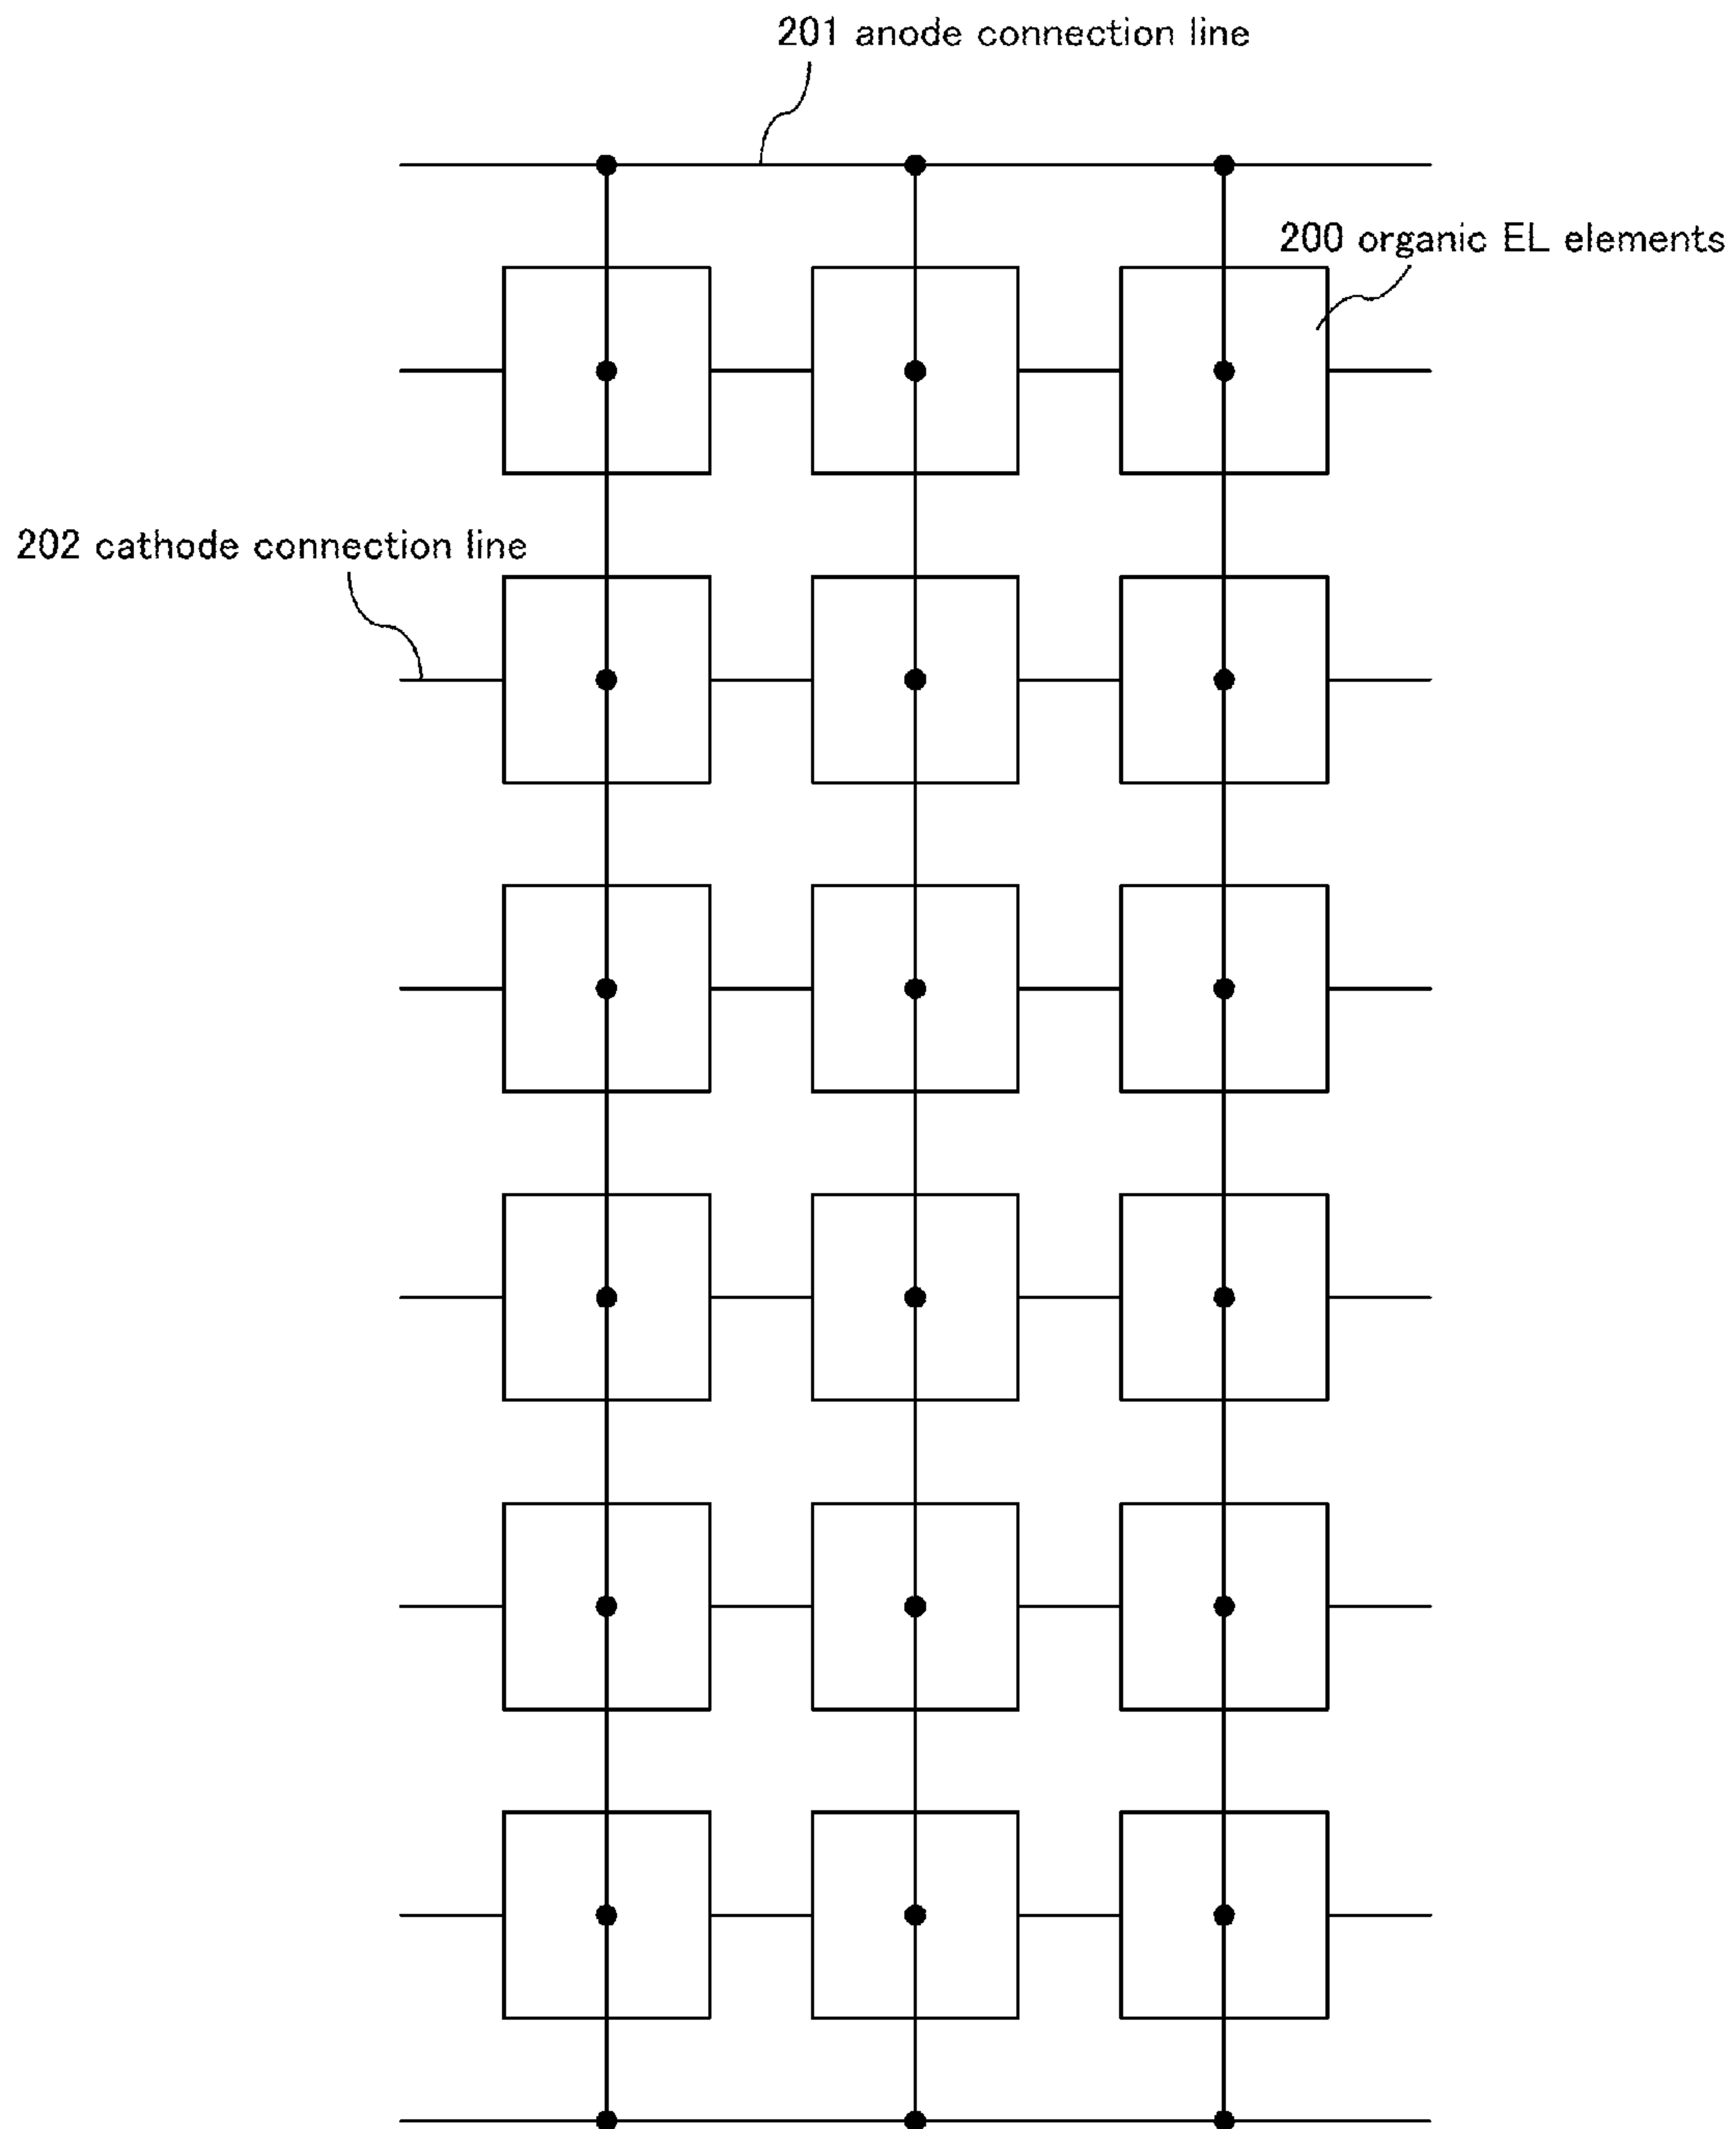 201 anode connection line
200 organic EL elements
202 cathode connection line